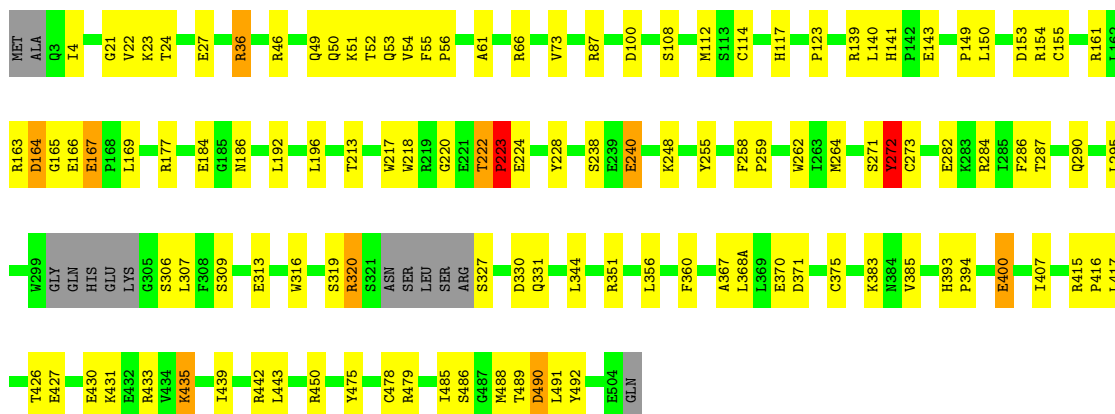 MET ALA Q3 I4 G21 V22 K23 T24 E27 R36 R46 Q49 Q50 K51 T52 Q53 V54 F55 P56 A61 R66 V73 R87 D100 S108 M112 S113 C114 H117 P123 R139 L140 H141 P142 E143 P149 L150 D153 R154 C155 R161 L162
R163 D164 G165 E166 E167 P168 L169 R177 E184 G185 N186 L192 L196 T213 W217 W218 R219 G220 E221 T222 P223 E224 Y228 S238 E239 E240 K248 Y255 F258 P259 W262 I263 M264 S271 Y272 C273 E282 K283 R284 I285 F286 T287 Q290
W299 GLY GLN HIS GLU LYS G305 S306 L307 F308 S309 E313 W316 S319 R320 S321 ASN SER LEU SER ARG S327 D330 Q331 L344 R351 L356 F360 A367 L368A L369 E370 D371 C375 K383 N384 V385 H393 P394 E400 I407 R415 P416 L417
T426 E427 E430 K431 E432 R433 V434 K435 I439 R442 L443 R450 Y475 C478 R479 I485 S486 G487 M488 T489 D490 L491 Y492 E504 GLN